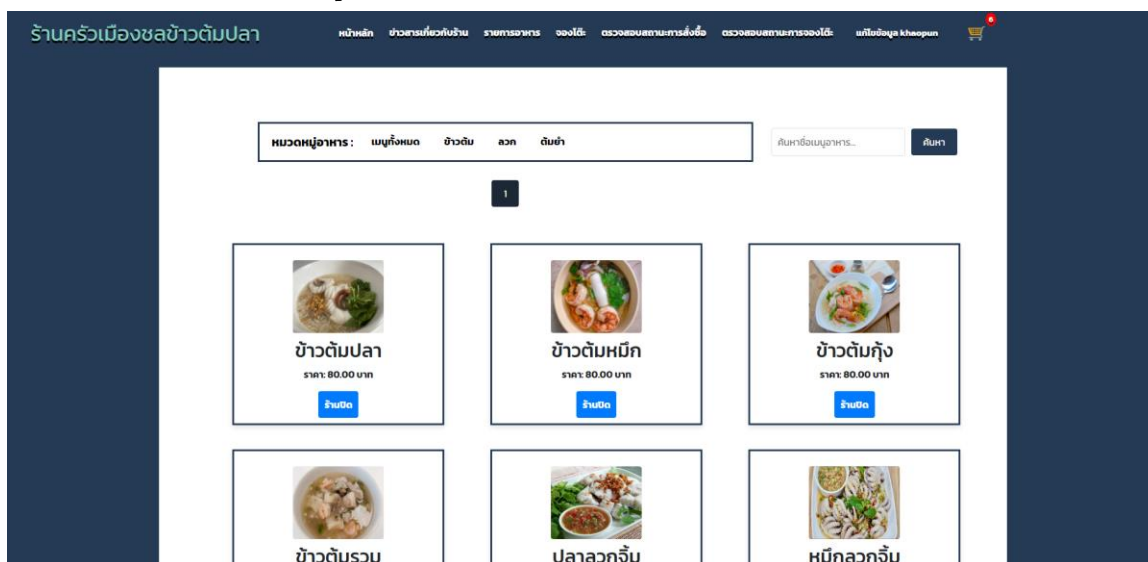 ร้านครัวเมืองชลข้าวต้มปลา
หน้าหลัก ข่าวสารเกี่ยวกับร้าน รายการอาหาร จองโต๊ะ ตรวจสอบสถานะการสั่งซื้อ ตรวจสอบสถานะการจองโต๊ะ แก้ไขข้อมูล khaopun
หมวดหมู่อาหาร : เมนูทั้งหมด ข้าวต้ม ลวก ต้มยำ
ค้นหาชื่อเมนูอาหาร... ค้นหา
1
ข้าวต้มปลา ข้าวต้มหมึก ข้าวต้มกุ้ง
ราคา: 80.00 บาท ราคา: 80.00 บาท ราคา: 80.00 บาท
ร้านปิด ร้านปิด ร้านปิด
ข้าวต้มรวม ปลาลวกจิ้ม หมึกลวกจิ้ม